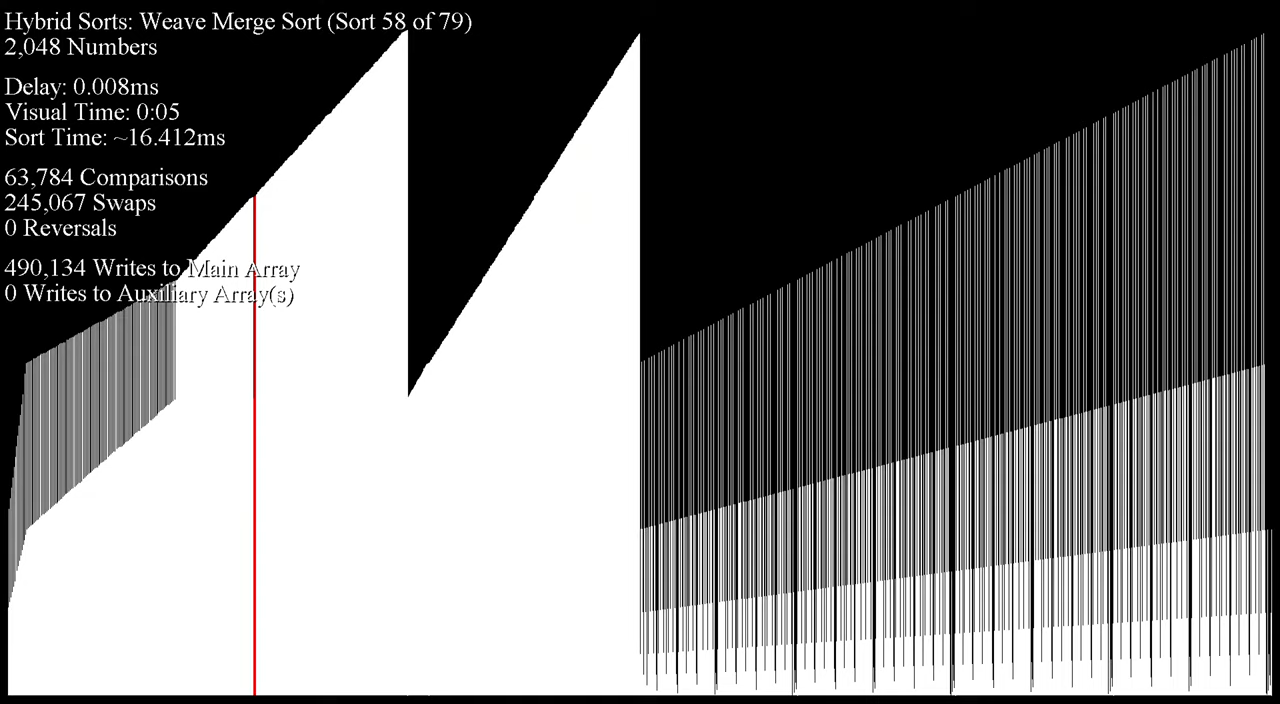 Hybrid Sorts: Weave Merge Sort (Sort 58 of 79)
2,048 Numbers
Delay: 0.008ms
Visual Time: 0:05
Sort Time: ~16.412ms
63,784 Comparisons
245,067 Swaps
0 Reversals
490,134 Writes to Main Array
0 Writes to Auxiliary Array(s)